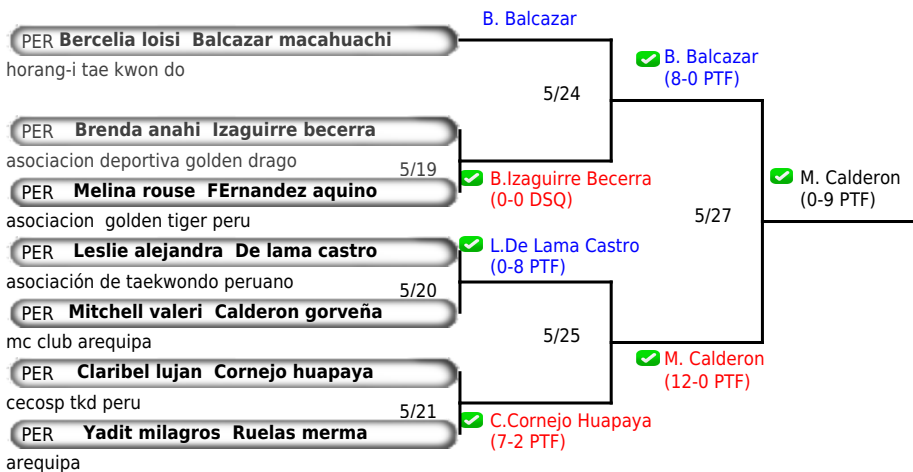 B. Balcazar
PER Bercelia loisi Balcazar macahuachi
horang-i tae kwon do
B. Balcazar
(8-0 PTF)
5/24
PER Brenda anahi Izaguirre becerra
asociacion deportiva golden drago
5/19
PER Melina rouse FErnandez aquino
B.Izaguirre Becerra
(0-0 DSQ)
M. Calderon
(0-9 PTF)
asociacion golden tiger peru
5/27
PER Leslie alejandra De lama castro
L.De Lama Castro
(0-8 PTF)
asociación de taekwondo peruano
5/20
PER Mitchell valeri Calderon gorveña
mc club arequipa
5/25
PER Claribel lujan Cornejo huapaya
M. Calderon
(12-0 PTF)
cecosp tkd peru
5/21
PER Yadit milagros Ruelas merma
C.Cornejo Huapaya
(7-2 PTF)
arequipa